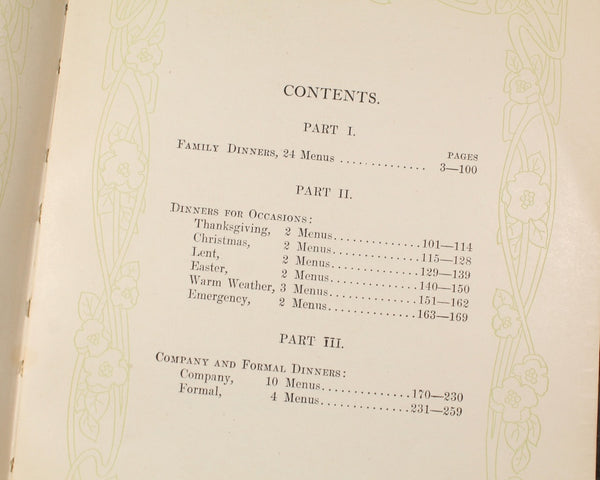 CONTENTS.
PART I.
PAGES
FAMILY DINNERS, 24 Menus .............. 3—100
PART II.
DINNERS FOR OCCASIONS:
Thanksgiving, 2 Menus..............101—114
Christmas, 2 Menus..............115—128
Lent, 2 Menus..............129—139
Easter, 2 Menus..............140—150
Warm Weather, 3 Menus..............151—162
Emergency, 2 Menus..............163—169
PART III.
COMPANY AND FORMAL DINNERS:
Company, 10 Menus..............170—230
Formal, 4 Menus..............231—259